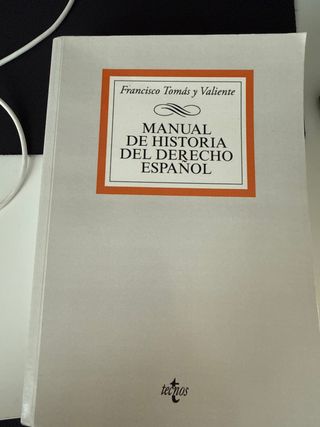 Francisco Tomás y Valiente
MANUAL
DE HISTORIA
DEL DERECHO
ESPAÑOL
tecnos